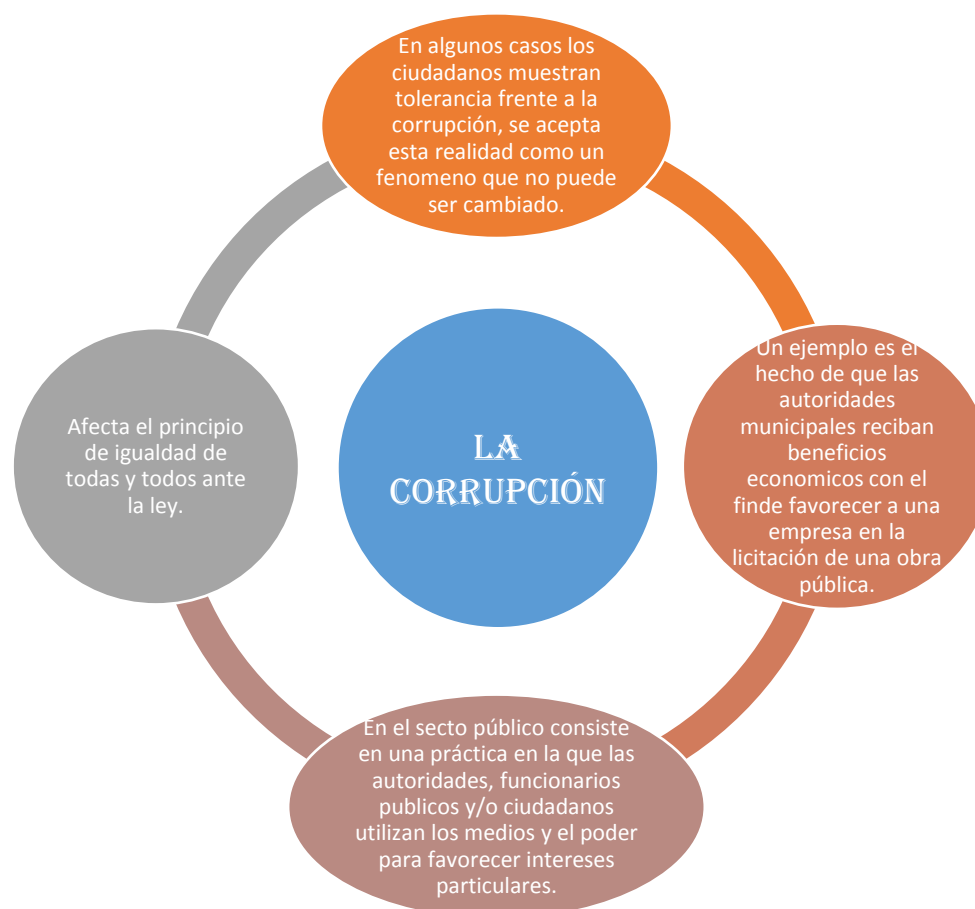 En algunos casos los
ciudadanos muestran
tolerancia frente a la
corrupción, se acepta
esta realidad como un
fenomeno que no puede
ser cambiado.
Un ejemplo es el
hecho de que las
autoridades
municipales reciban
beneficios
economicos con el
finde favorecer a una
empresa en la
licitación de una obra
pública.
LA
CORRUPCIÓN
Afecta el principio
de igualdad de
todas y todos ante
la ley.
En el secto público consiste
en una práctica en la que las
autoridades, funcionarios
publicos y/o ciudadanos
utilizan los medios y el poder
para favorecer intereses
particulares.